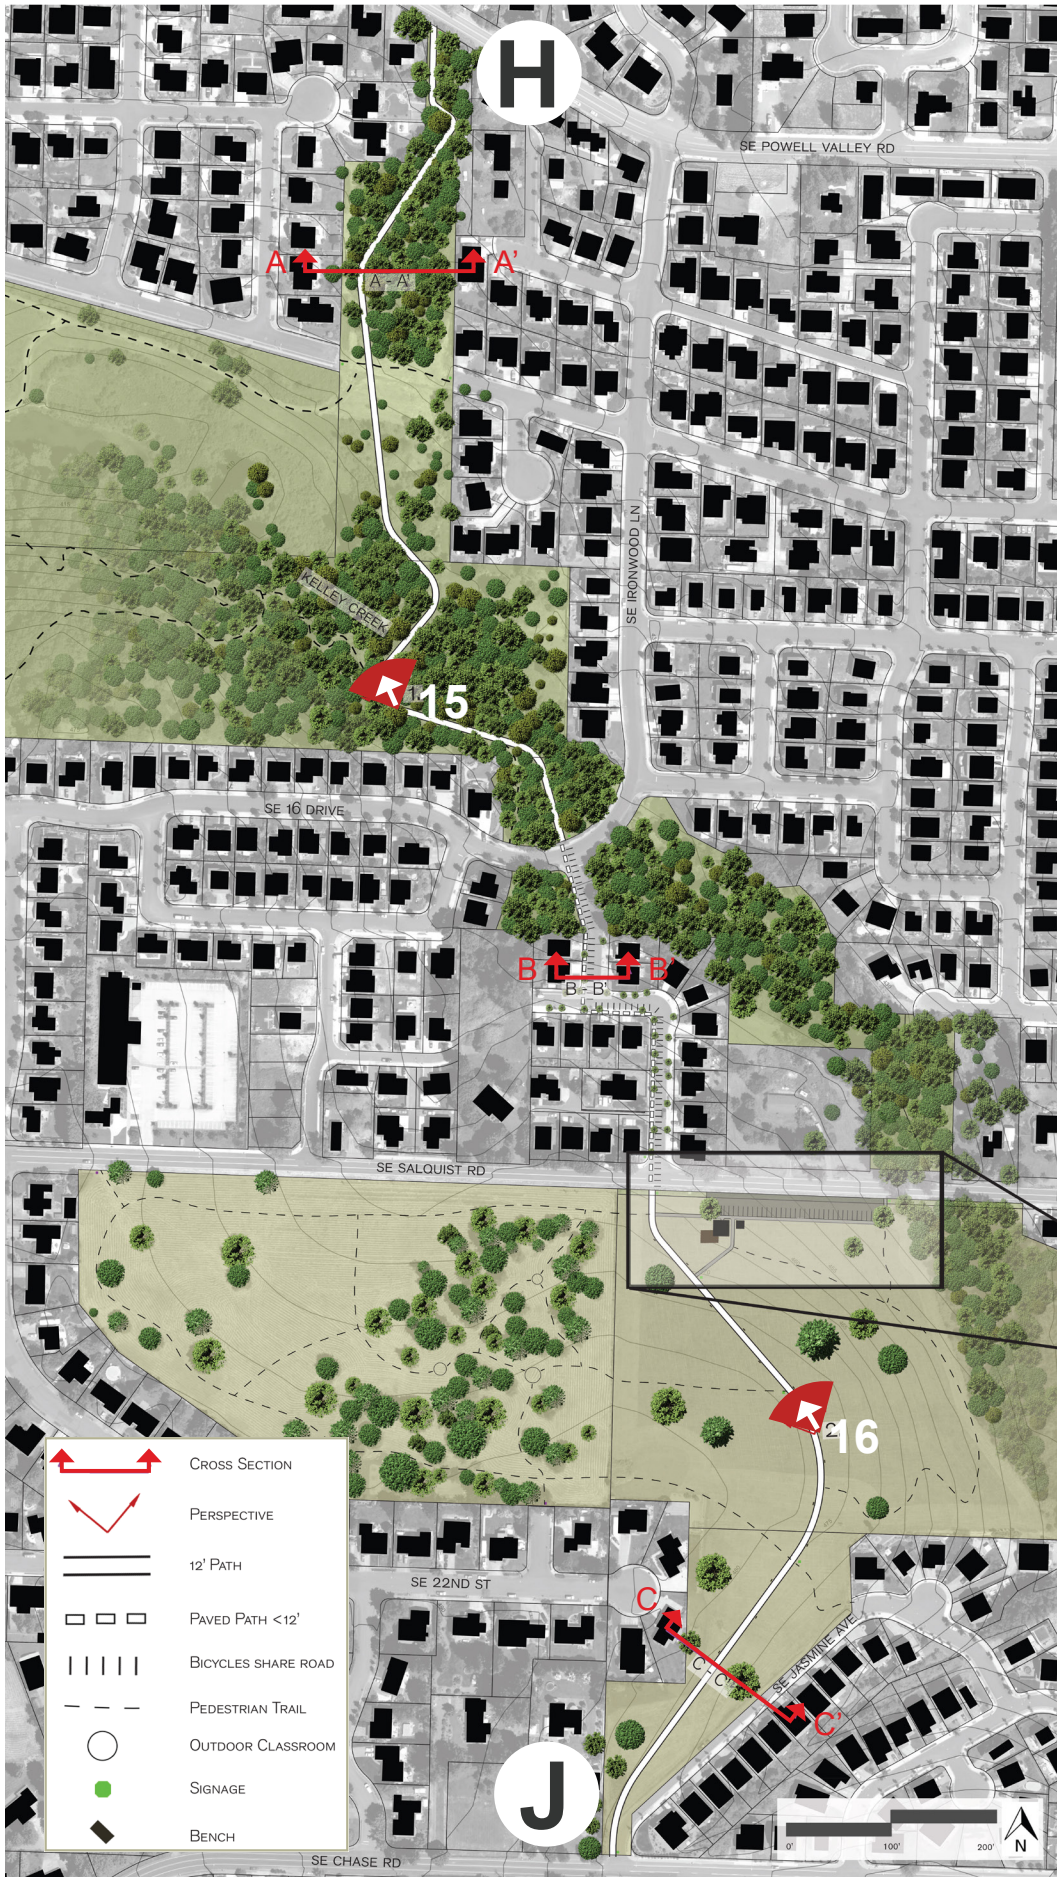 H
SE POWELL VALLEY RD
A
A'
A - A'
SE IRONWOOD LN
KELLEY CREEK
15
SE 16 DRIVE
B
B'
B - B'
SE SALQUIST RD
16
CROSS SECTION
PERSPECTIVE
12' PATH
PAVED PATH <12'
BICYCLES SHARE ROAD
PEDESTRIAN TRAIL
OUTDOOR CLASSROOM
SIGNAGE
BENCH
SE 22ND ST
C
C - C'
C'
SE JASMINE AVE
J
0'
100'
200'
N
SE CHASE RD